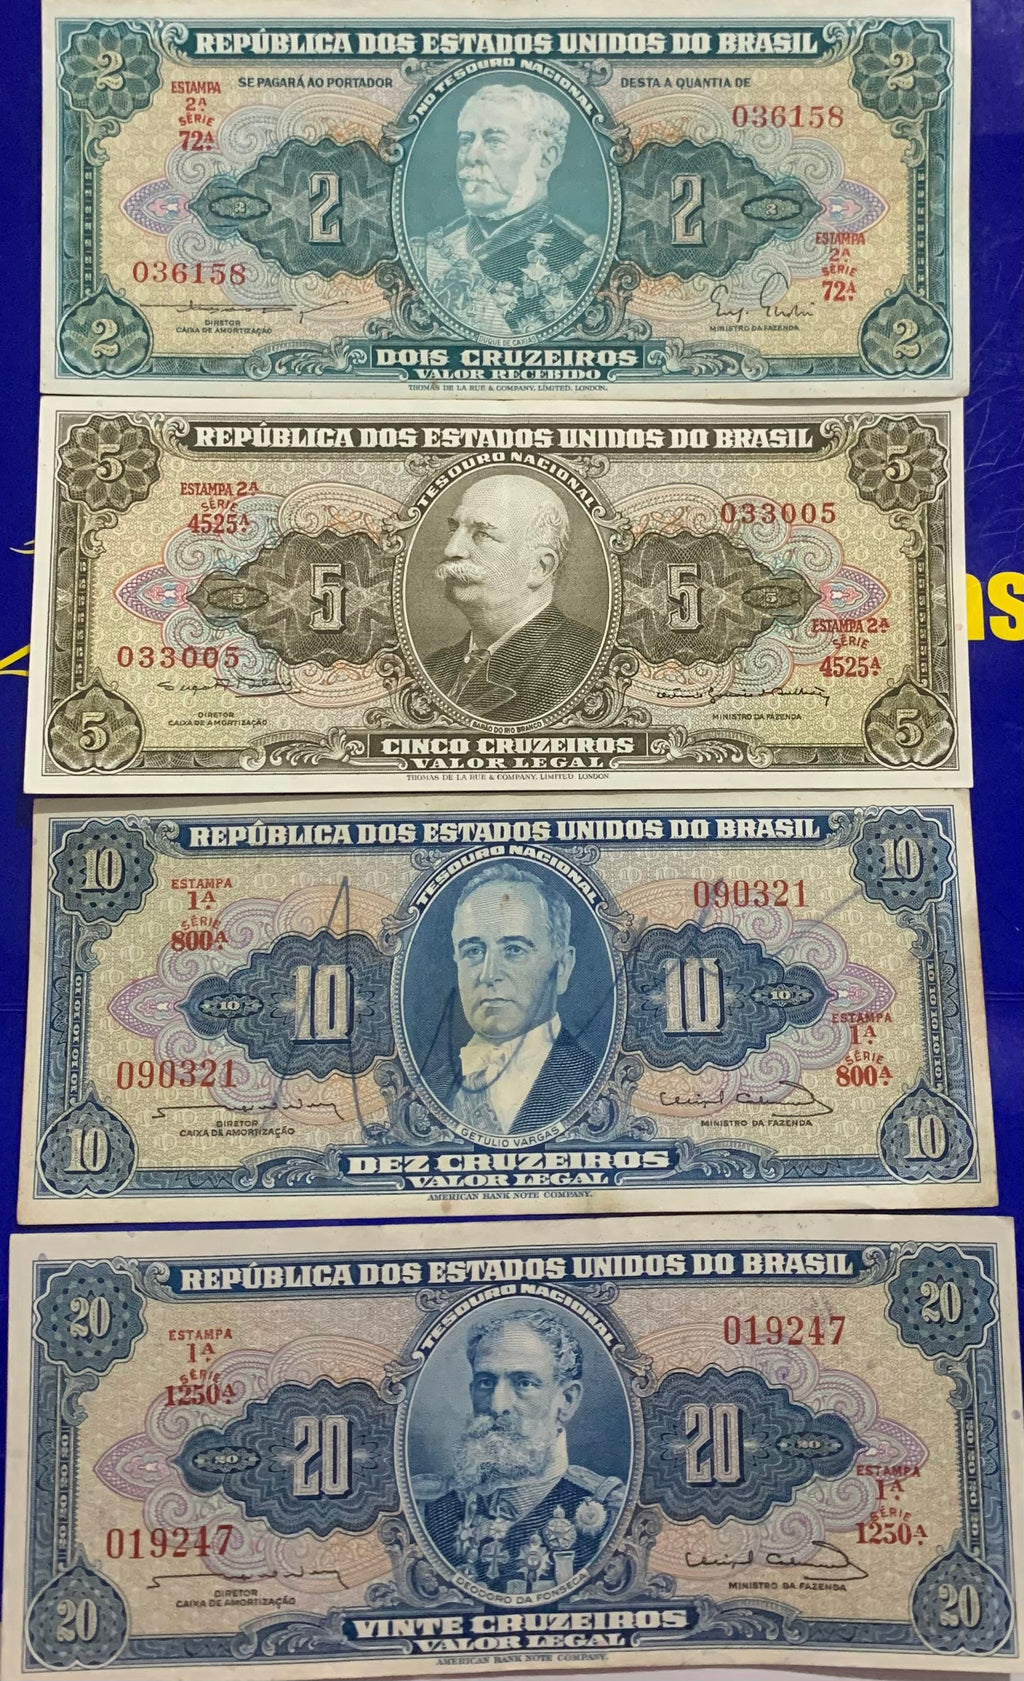 2 REPÚBLICA DOS ESTADOS UNIDOS DO BRASIL 2
SE PAGARÁ AO PORTADOR NO TESOURO NACIONAL DESTA A QUANTIA DE
ESTAMPA
2ª
SÉRIE
72ª
036158
2 2 2 2
036158
ESTAMPA
2ª
SÉRIE
72ª
DIRETOR
CAIXA DE AMORTIZAÇÃO
MINISTRO DA FAZENDA
DUQUE DE CAXIAS
2 DOIS CRUZEIROS 2
VALOR RECEBIDO
THOMAS DE LA RUE & COMPANY, LIMITED, LONDON.
5 REPÚBLICA DOS ESTADOS UNIDOS DO BRASIL 5
TESOURO NACIONAL
ESTAMPA 2ª
SÉRIE
4525ª
033005
5 5 5 5
033005
ESTAMPA 2ª
SÉRIE
4525ª
DIRETOR
CAIXA DE AMORTIZAÇÃO
MINISTRO DA FAZENDA
BARÃO DO RIO BRANCO
5 CINCO CRUZEIROS 5
VALOR LEGAL
THOMAS DE LA RUE & COMPANY, LIMITED LONDON
ns
10 REPÚBLICA DOS ESTADOS UNIDOS DO BRASIL 10
TESOURO NACIONAL
ESTAMPA
1ª
SÉRIE
800ª
090321
10 10 10 10
090321
ESTAMPA
1ª
SÉRIE
800ª
DIRETOR
CAIXA DE AMORTIZAÇÃO
MINISTRO DA FAZENDA
GETULIO VARGAS
10 DEZ CRUZEIROS 10
VALOR LEGAL
AMERICAN BANK NOTE COMPANY.
20 REPÚBLICA DOS ESTADOS UNIDOS DO BRASIL 20
TESOURO NACIONAL
ESTAMPA
1ª
SÉRIE
1250ª
019247
20 20 20 20
019247
ESTAMPA
1ª
SÉRIE
1250ª
DIRETOR
CAIXA DE AMORTIZAÇÃO
MINISTRO DA FAZENDA
DEODORO DA FONSECA
20 VINTE CRUZEIROS 20
VALOR LEGAL
AMERICAN BANK NOTE COMPANY.